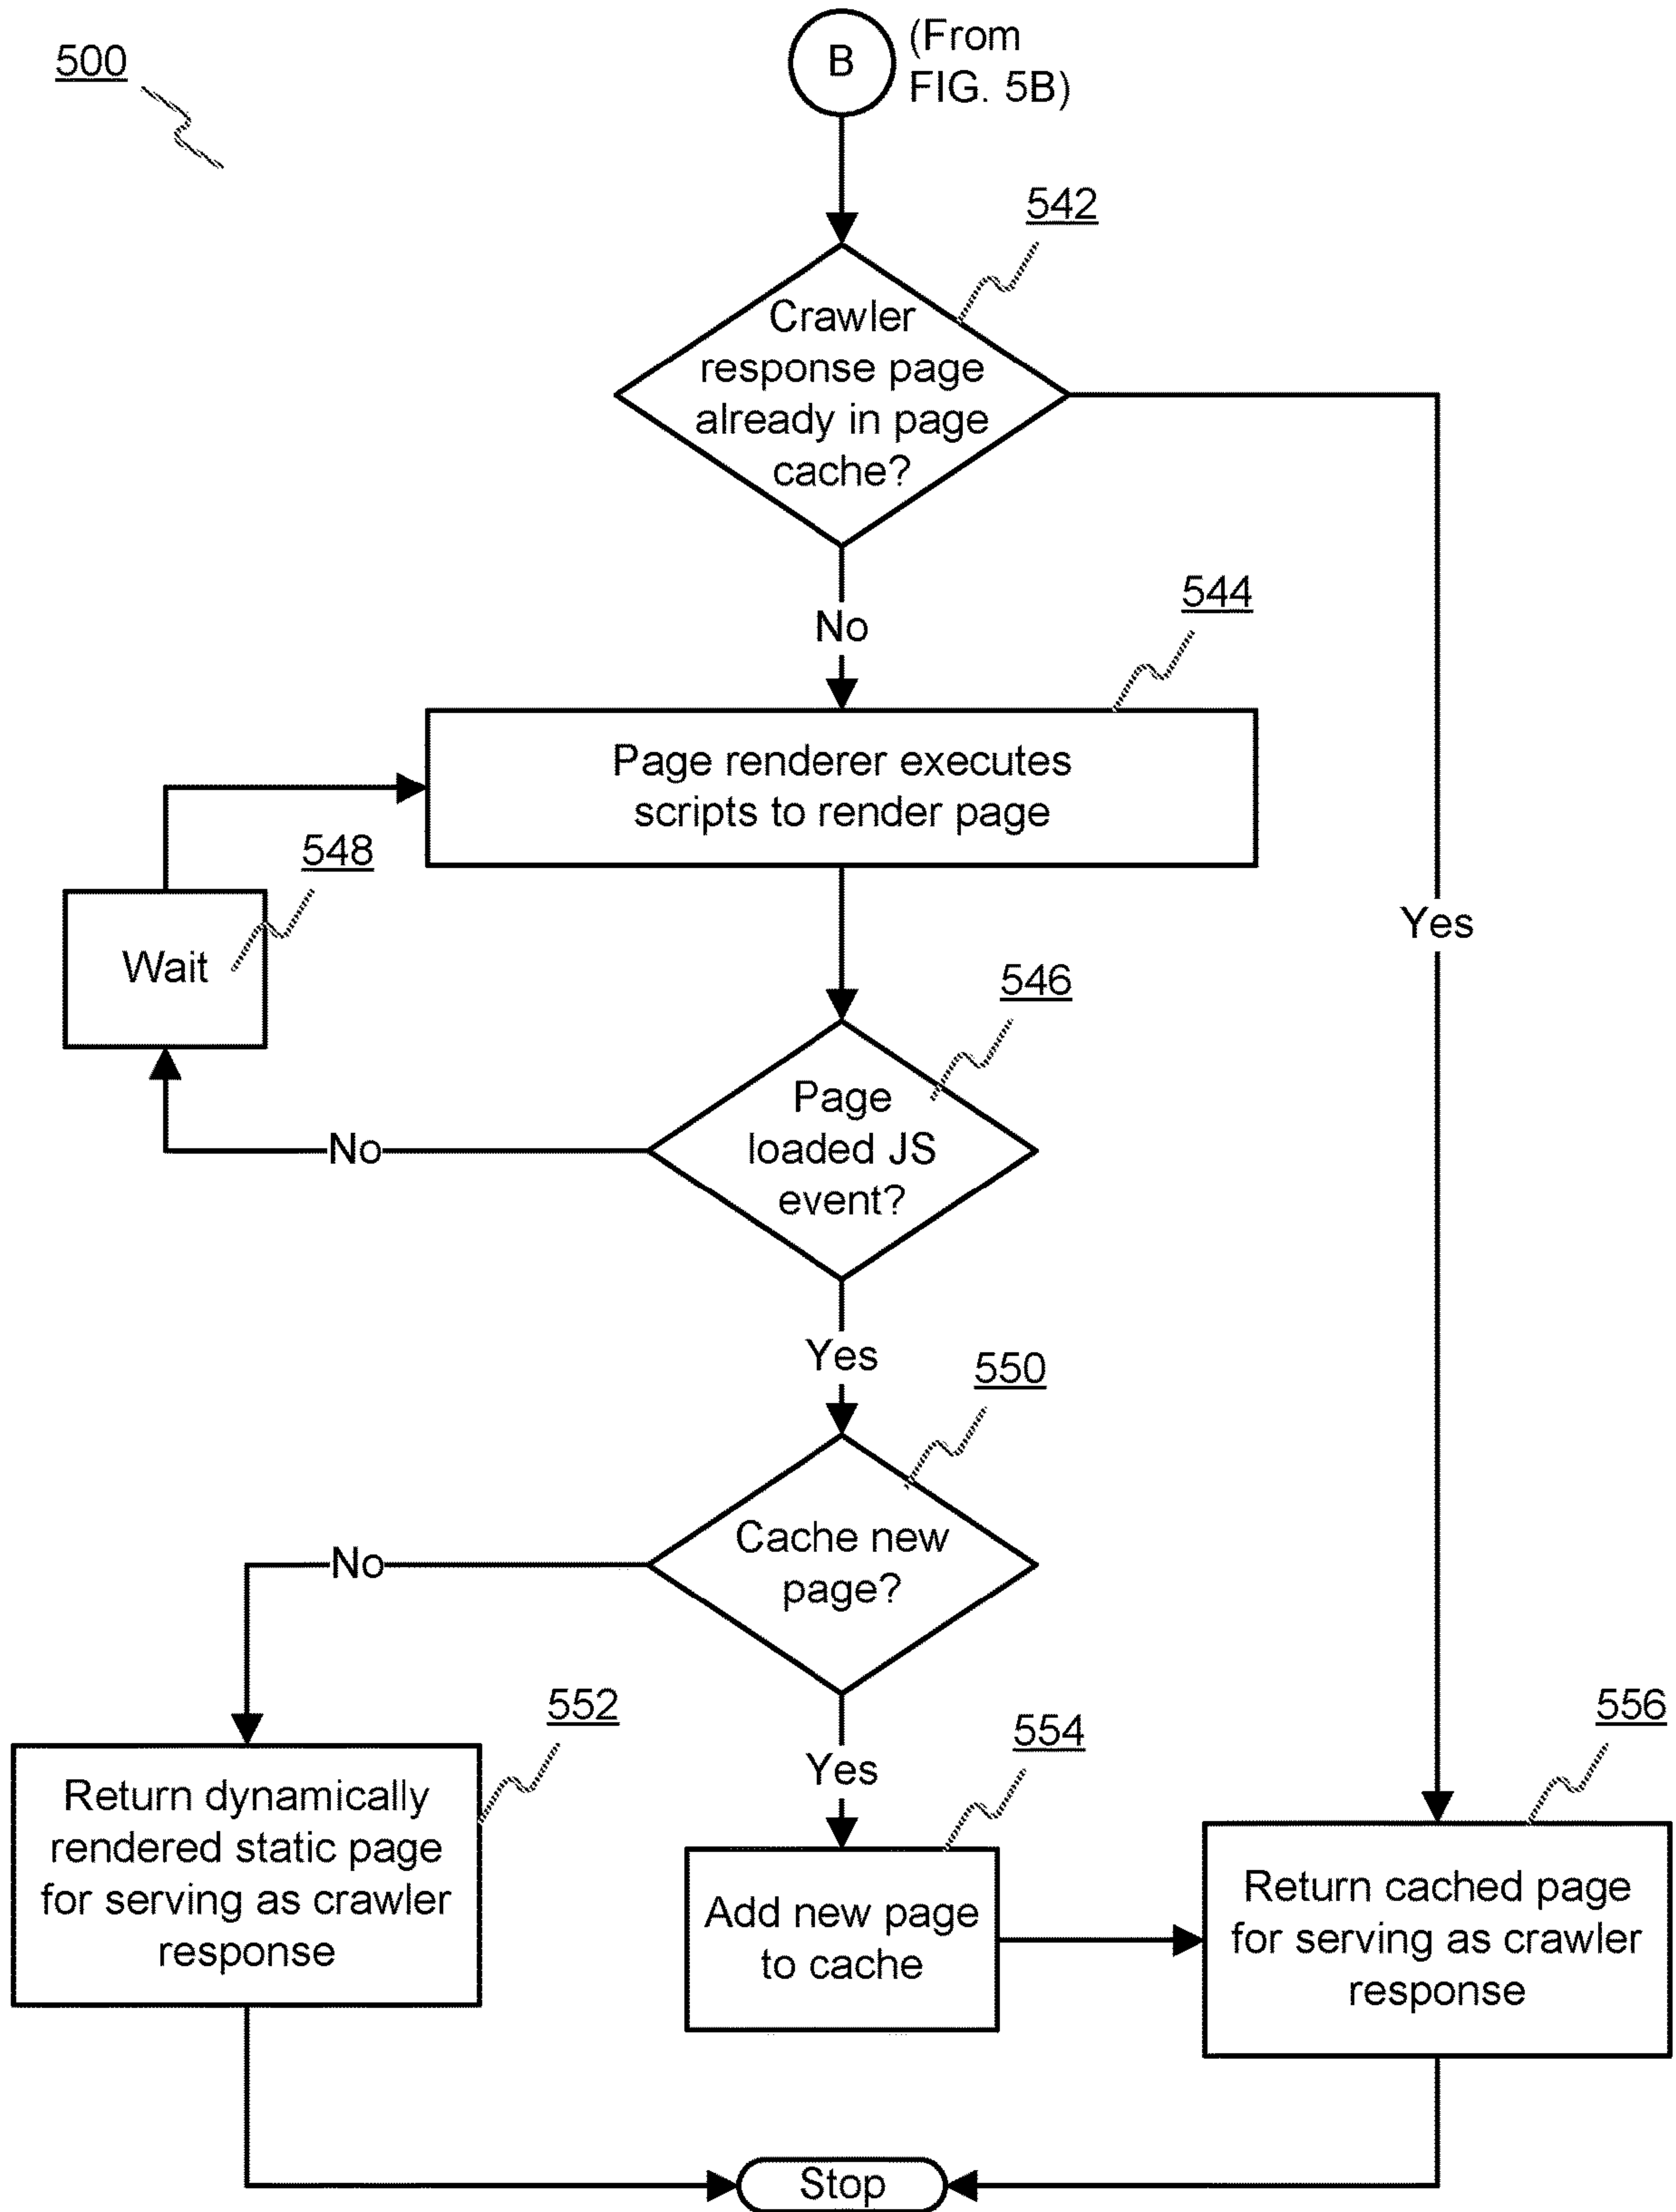 500
B
(From
FIG. 5B)
542
Crawler
response page
already in page
cache?
No
544
Page renderer executes
scripts to render page
548
Wait
Yes
546
Page
loaded JS
event?
No
Yes
550
Cache new
page?
No
552
Return dynamically
rendered static page
for serving as crawler
response
Yes
554
Add new page
to cache
556
Return cached page
for serving as crawler
response
Stop